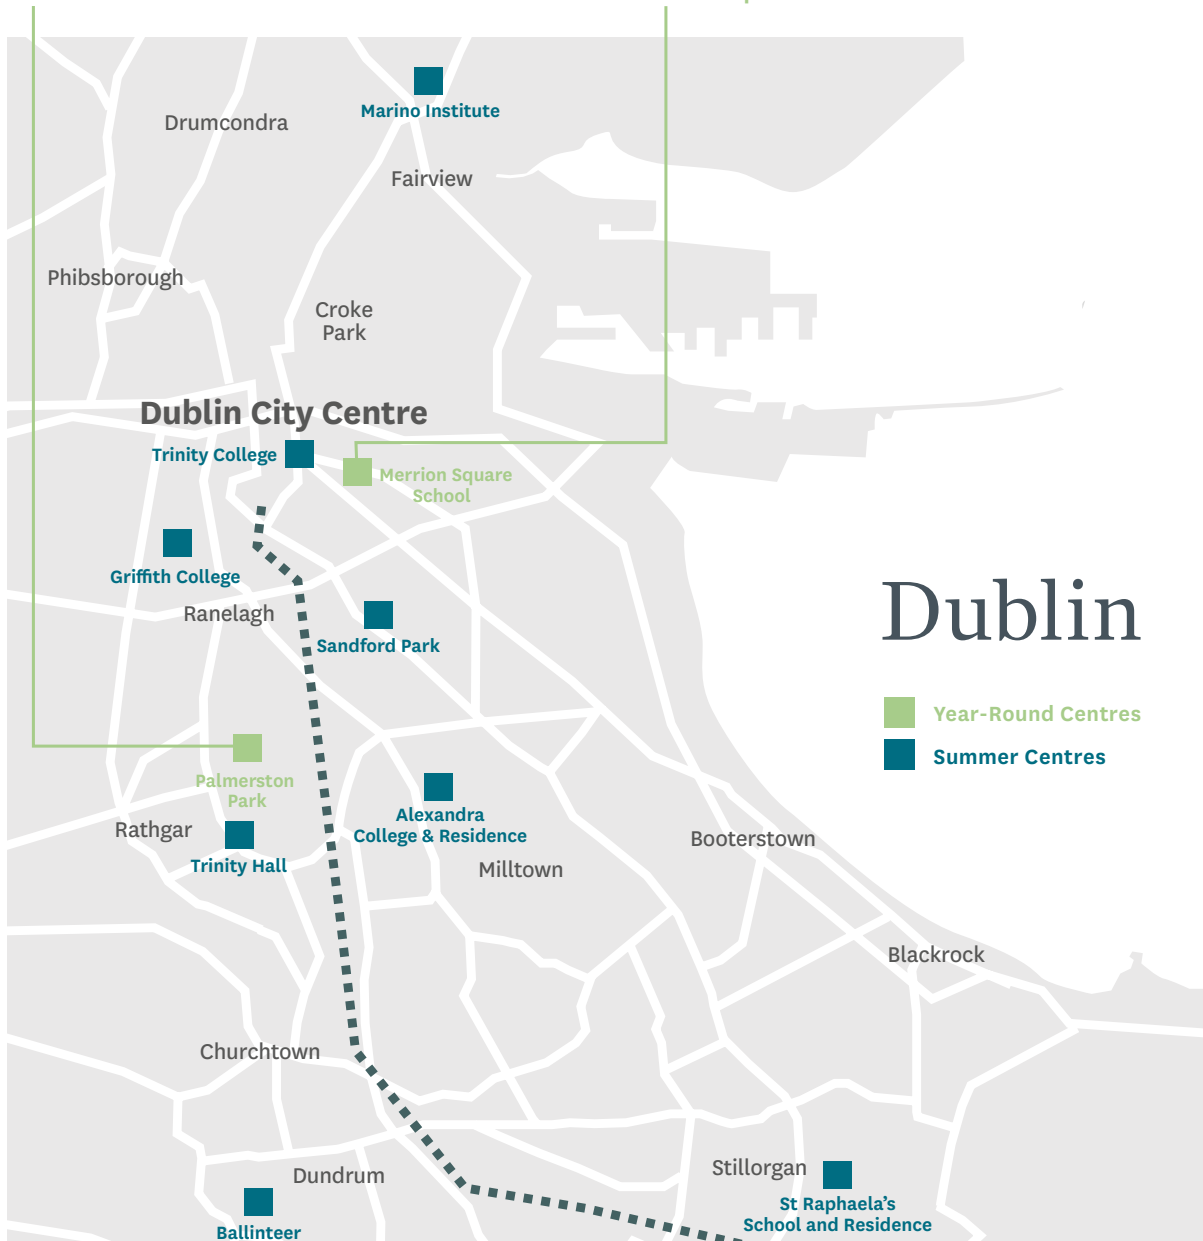 Marino Institute
Drumcondra
Fairview
Phibsborough
Croke
Park
Dublin City Centre
Trinity College
Merrion Square
School
Griffith College
Ranelagh
Sandford Park
Dublin
Year-Round Centres
Summer Centres
Palmerston
Park
Alexandra
College & Residence
Rathgar
Trinity Hall
Booterstown
Milltown
Blackrock
Churchtown
Dundrum
Stillorgan
St Raphaela’s
School and Residence
Ballinteer